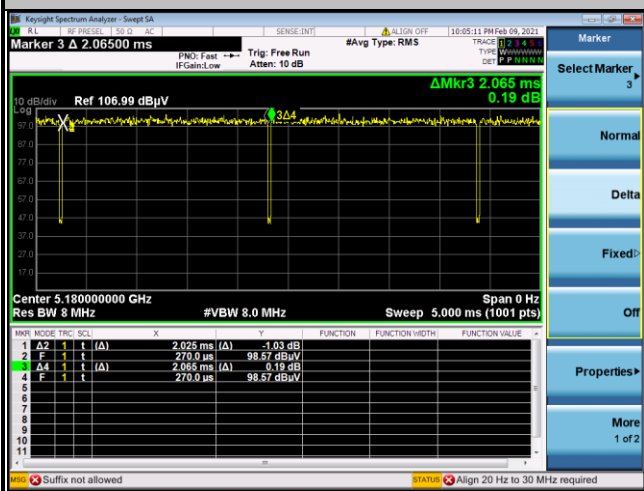 Keysight Spectrum Analyzer - Swept SA
RL RF PRESEL 50 Ω AC SENSE:INT ALIGN OFF 10:05:11 PM Feb 09, 2021
Marker 3 Δ 2.06500 ms #Avg Type: RMS TRACE 1 2 3 4 5 6
PNO: Fast Trig: Free Run TYPE
IFGain:Low Atten: 10 dB DET P P N N N N
Marker
Select Marker
3
Normal
Delta
Fixed
Off
Properties
More
1 of 2
ΔMkr3 2.065 ms
0.19 dB
10 dB/div Ref 106.99 dBµV
Log
97.0
87.0
77.0
67.0
57.0
47.0
37.0
27.0
17.0
X
3Δ4
Center 5.180000000 GHz Span 0 Hz
Res BW 8 MHz #VBW 8.0 MHz Sweep 5.000 ms (1001 pts)
MKR MODE TRC SCL X Y FUNCTION FUNCTION WIDTH FUNCTION VALUE
1 Δ2 1 t (Δ) 2.025 ms (Δ) -1.03 dB
2 F 1 t 270.0 µs 98.57 dBµV
3 Δ4 1 t (Δ) 2.065 ms (Δ) 0.19 dB
4 F 1 t 270.0 µs 98.57 dBµV
5
6
7
8
9
10
11
MSG Suffix not allowed STATUS Align 20 Hz to 30 MHz required